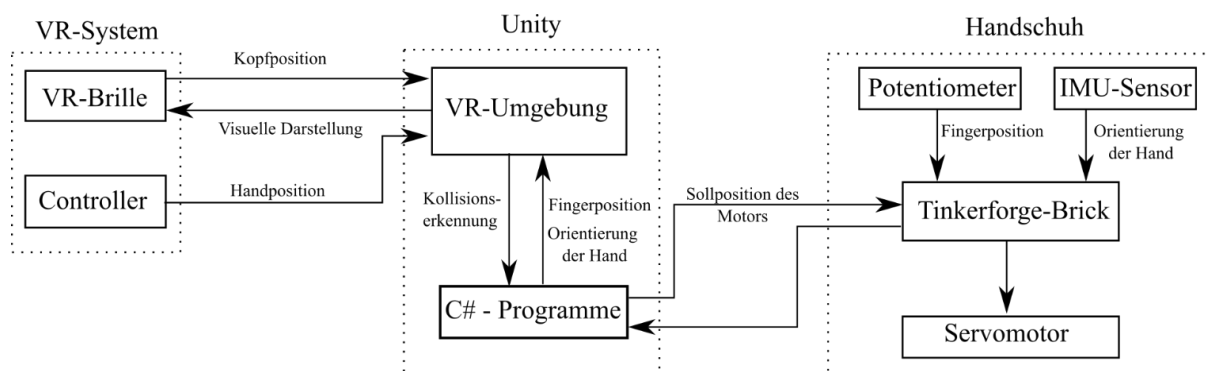 VR-System
VR-Brille
Controller
Kopfposition
Visuelle Darstellung
Handposition
Unity
VR-Umgebung
Kollisions-
erkennung
Fingerposition
Orientierung
der Hand
C# - Programme
Sollposition des
Motors
Handschuh
Potentiometer
IMU-Sensor
Fingerposition
Orientierung
der Hand
Tinkerforge-Brick
Servomotor